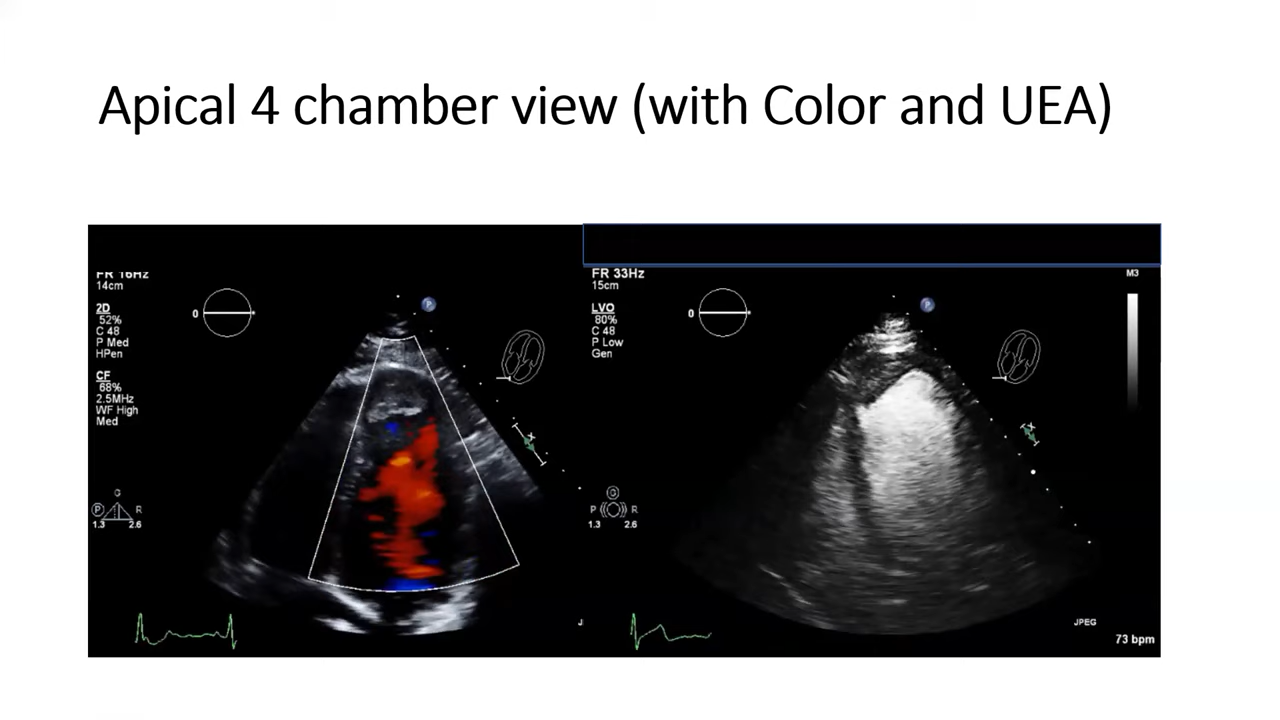 Apical 4 chamber view (with Color and UEA)
FR 16Hz
14cm
2D
52%
C 48
P Med
HPen
CF
68%
2.5MHz
WF High
Med
0
P
G
P R
1.3 2.6
J
FR 33Hz
15cm
LVO
80%
C 48
P Low
Gen
0
P
M3
G
P R
1.3 2.6
JPEG
73 bpm